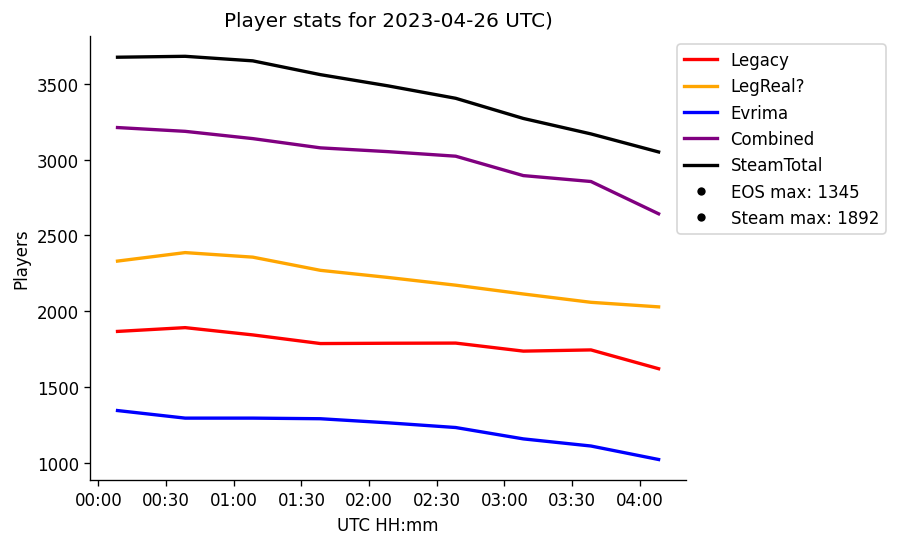 Player stats for 2023-04-26 UTC)
Legacy
LegReal?
Evrima
Combined
SteamTotal
EOS max: 1345
Steam max: 1892
Players
3500
3000
2500
2000
1500
1000
00:00 00:30 01:00 01:30 02:00 02:30 03:00 03:30 04:00
UTC HH:mm